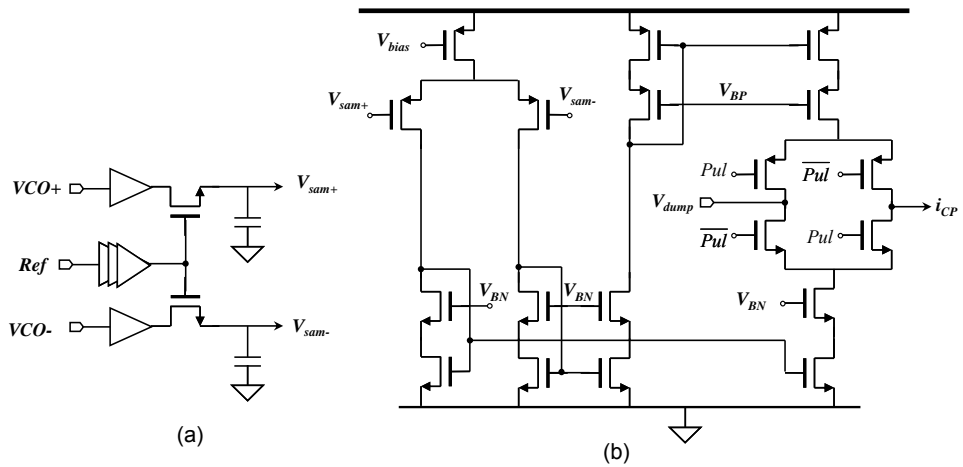 VCO+
Ref
VCO-
Vsam+
Vsam-
(a)
Vbias
Vsam+
Vsam-
VBP
Pul
Pul
Vdump
iCP
Pul
Pul
VBN
VBN
VBN
(b)